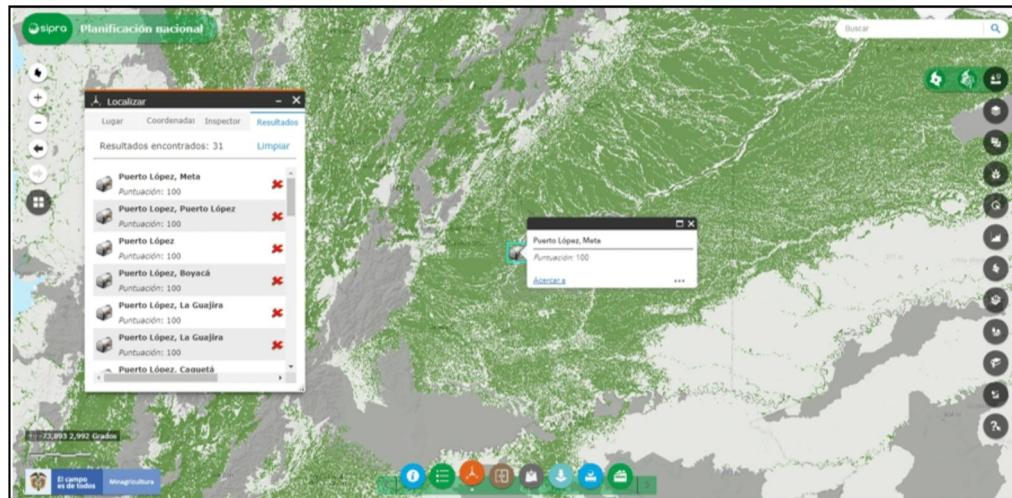 sipra
Planificación nacional
Buscar
Localizar
Lugar
Coordenadas
Inspector
Resultados
Resultados encontrados: 31
Limpiar
Puerto López, Meta
Puntuación: 100
Puerto Lopez, Puerto López
Puntuación: 100
Puerto López
Puntuación: 100
Puerto López, Boyacá
Puntuación: 100
Puerto López, La Guajira
Puntuación: 100
Puerto López, La Guajira
Puntuación: 100
Puerto López, Caquetá
Puerto López, Meta
Puntuación: 100
Acercar a
-73,893 2,992 Grados
El campo
es de todos
Minagricultura